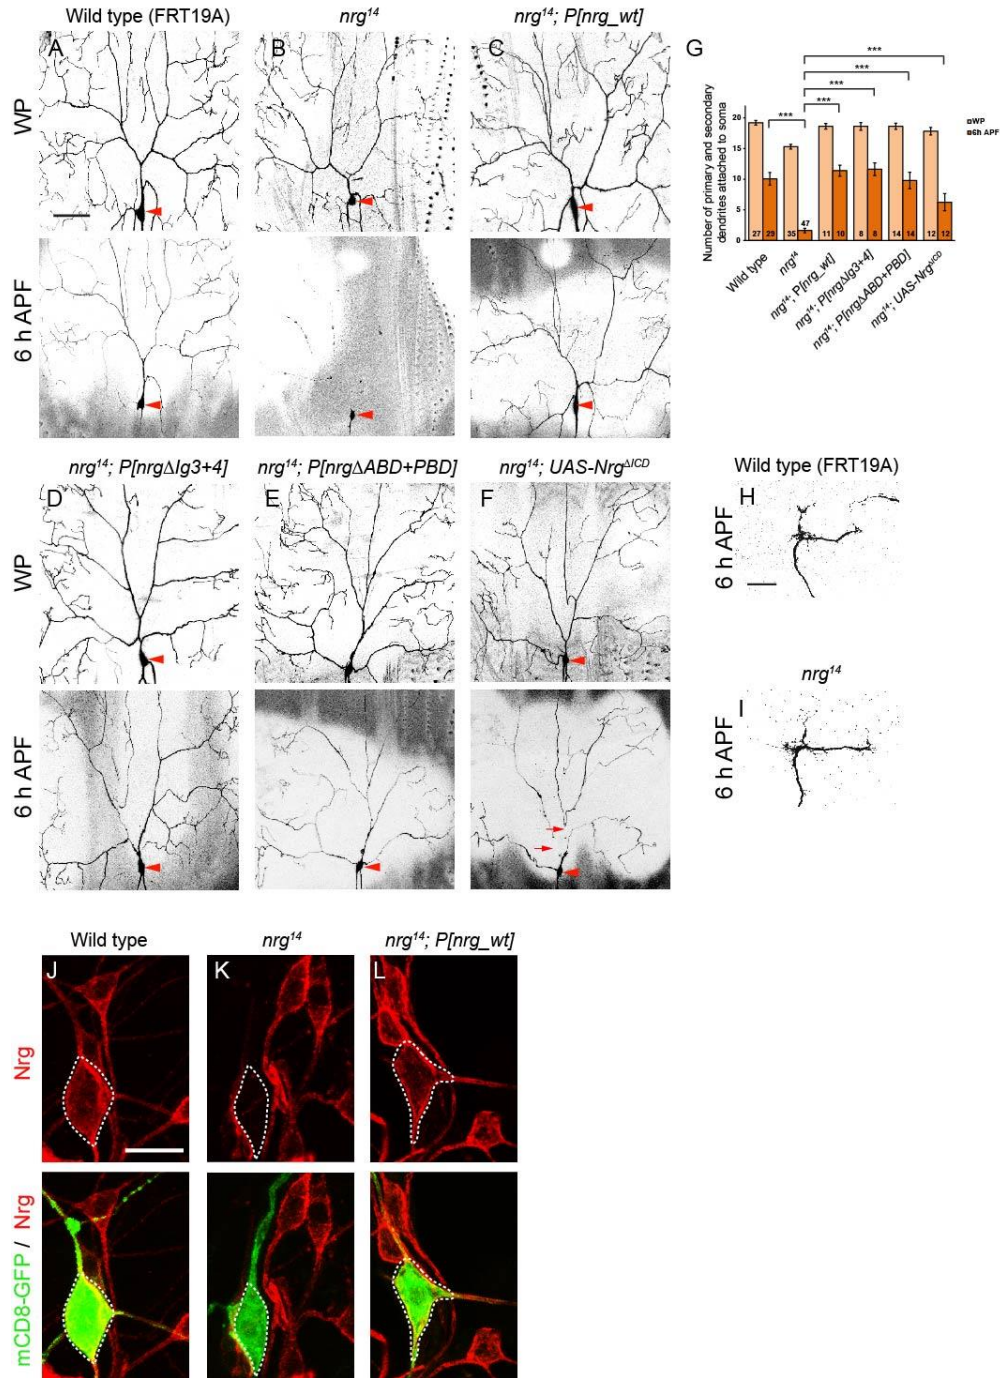 Wild type (FRT19A)
nrg¹⁴
nrg¹⁴; P[nrg_wt]
A
B
C
WP
6 h APF
G
Number of primary and secondary
dendrites attached to soma
20
15
10
5
0
***
***
***
***
***
WP
6h APF
27
29
35
47
11
10
8
8
14
14
12
12
Wild type
nrg¹⁴
nrg¹⁴; P[nrg_wt]
nrg¹⁴; P[nrgΔIg3+4]
nrg¹⁴; P[nrgΔABD+PBD]
nrg¹⁴; UAS-Nrg^ΔICD
nrg¹⁴; P[nrgΔIg3+4]
nrg¹⁴; P[nrgΔABD+PBD]
nrg¹⁴; UAS-Nrg^ΔICD
D
E
F
WP
6 h APF
Wild type (FRT19A)
H
6 h APF
nrg¹⁴
I
6 h APF
Wild type
nrg¹⁴
nrg¹⁴; P[nrg_wt]
J
K
L
Nrg
mCD8-GFP / Nrg